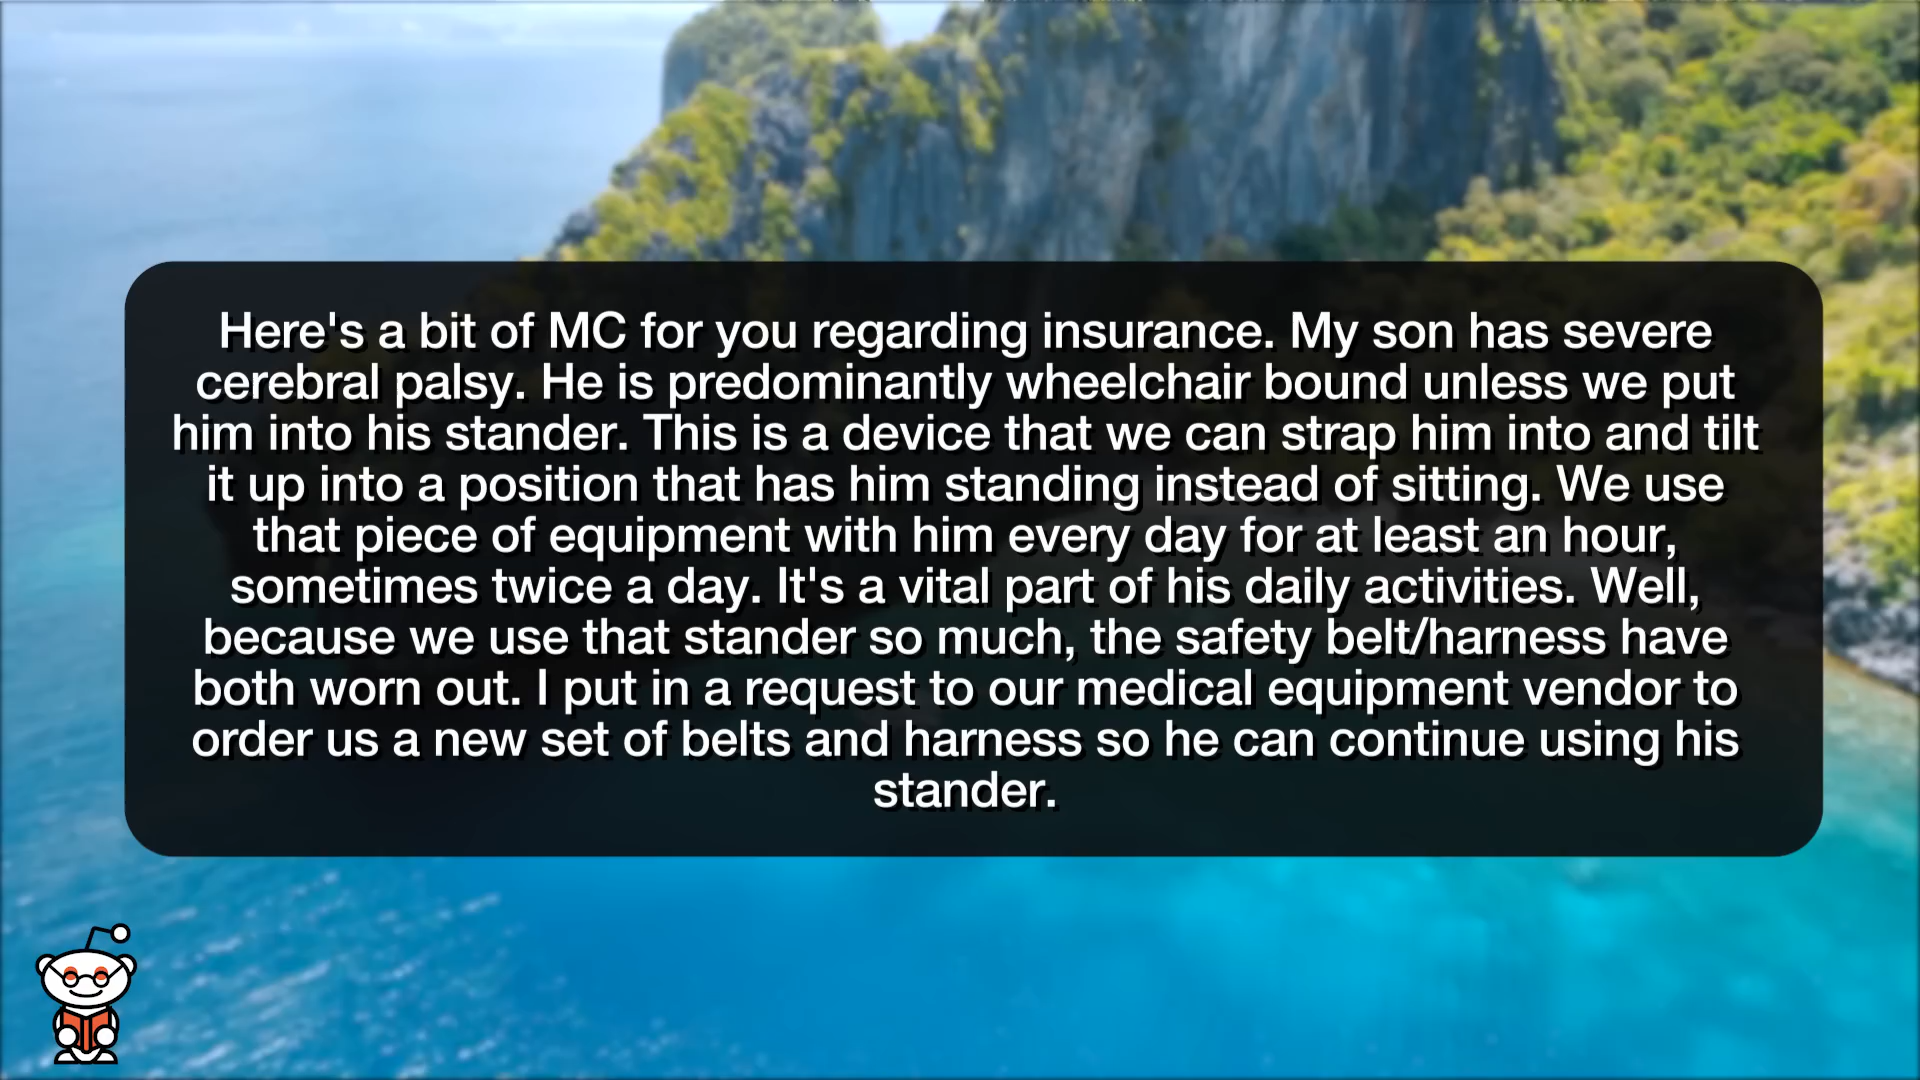 Here's a bit of MC for you regarding insurance. My son has severe
cerebral palsy. He is predominantly wheelchair bound unless we put
him into his stander. This is a device that we can strap him into and tilt
it up into a position that has him standing instead of sitting. We use
that piece of equipment with him every day for at least an hour,
sometimes twice a day. It's a vital part of his daily activities. Well,
because we use that stander so much, the safety belt/harness have
both worn out. I put in a request to our medical equipment vendor to
order us a new set of belts and harness so he can continue using his
stander.